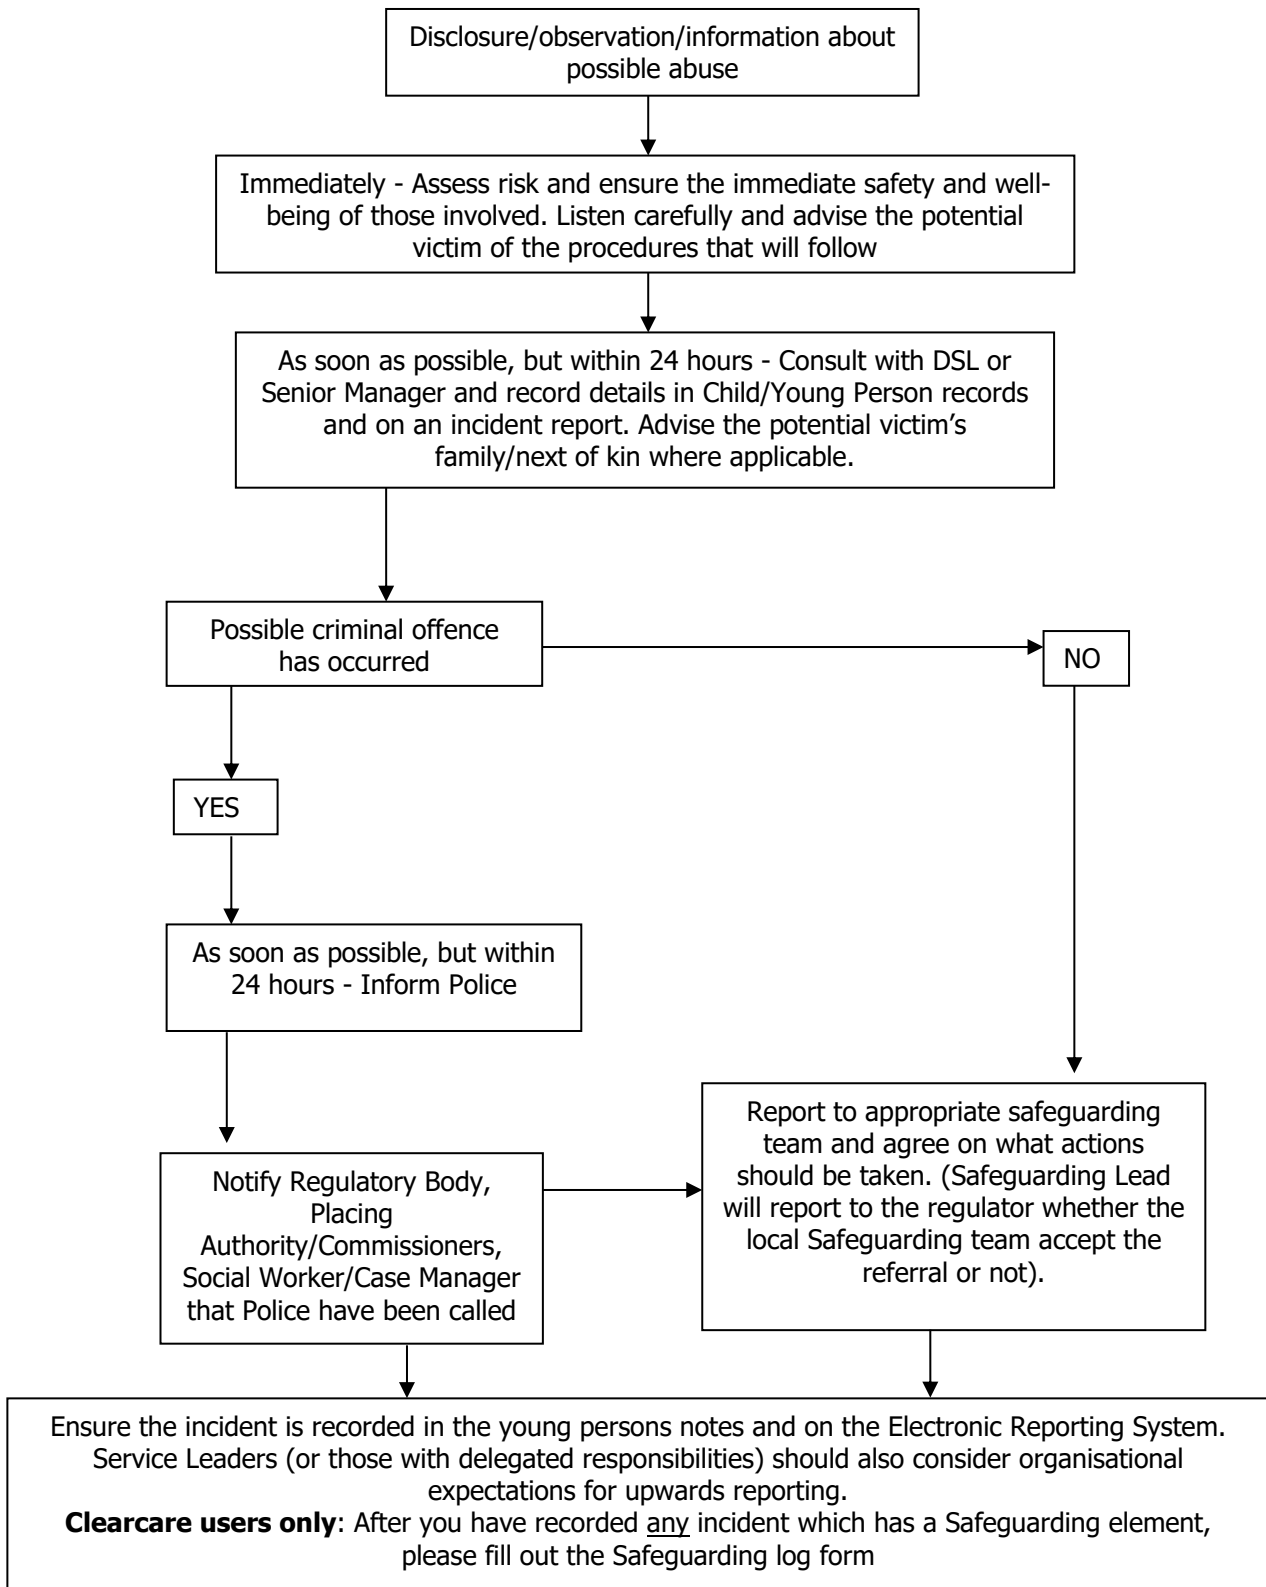 Disclosure/observation/information about
possible abuse
Immediately - Assess risk and ensure the immediate safety and well-
being of those involved. Listen carefully and advise the potential
victim of the procedures that will follow
As soon as possible, but within 24 hours - Consult with DSL or
Senior Manager and record details in Child/Young Person records
and on an incident report. Advise the potential victim’s
family/next of kin where applicable.
Possible criminal offence
has occurred
NO
YES
As soon as possible, but within
24 hours - Inform Police
Notify Regulatory Body,
Placing
Authority/Commissioners,
Social Worker/Case Manager
that Police have been called
Report to appropriate safeguarding
team and agree on what actions
should be taken. (Safeguarding Lead
will report to the regulator whether the
local Safeguarding team accept the
referral or not).
Ensure the incident is recorded in the young persons notes and on the Electronic Reporting System.
Service Leaders (or those with delegated responsibilities) should also consider organisational
expectations for upwards reporting.
Clearcare users only: After you have recorded any incident which has a Safeguarding element,
please fill out the Safeguarding log form